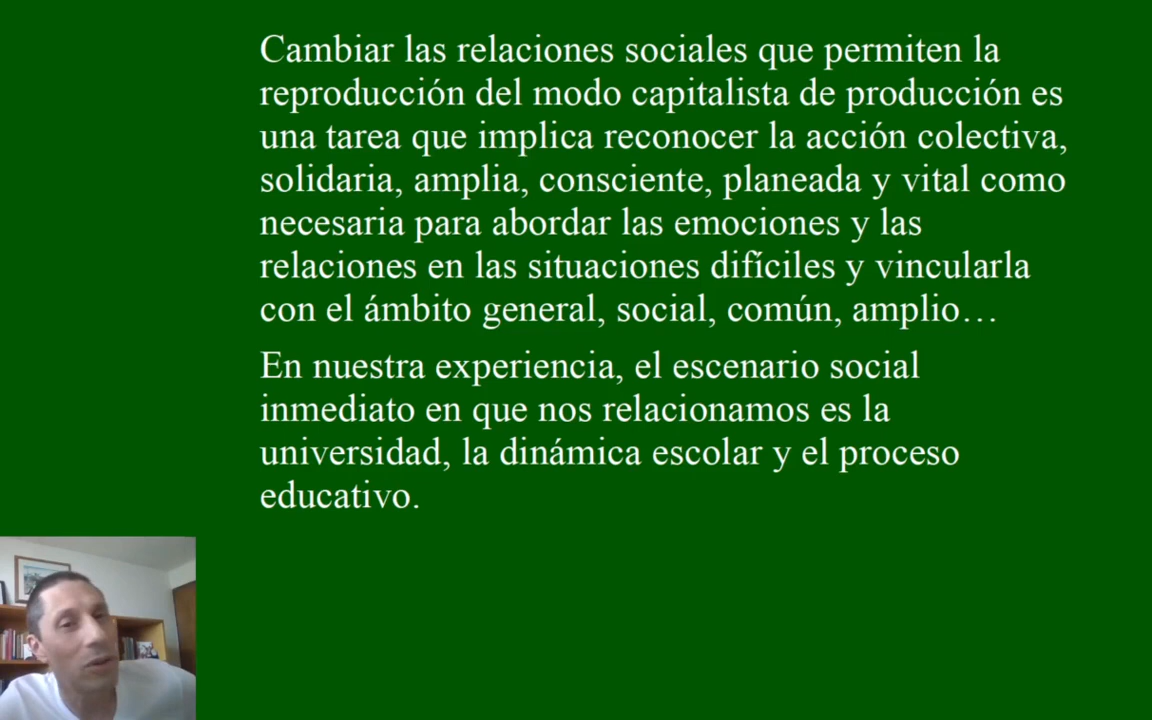 Cambiar las relaciones sociales que permiten la
reproducción del modo capitalista de producción es
una tarea que implica reconocer la acción colectiva,
solidaria, amplia, consciente, planeada y vital como
necesaria para abordar las emociones y las
relaciones en las situaciones difíciles y vincularla
con el ámbito general, social, común, amplio…
En nuestra experiencia, el escenario social
inmediato en que nos relacionamos es la
universidad, la dinámica escolar y el proceso
educativo.